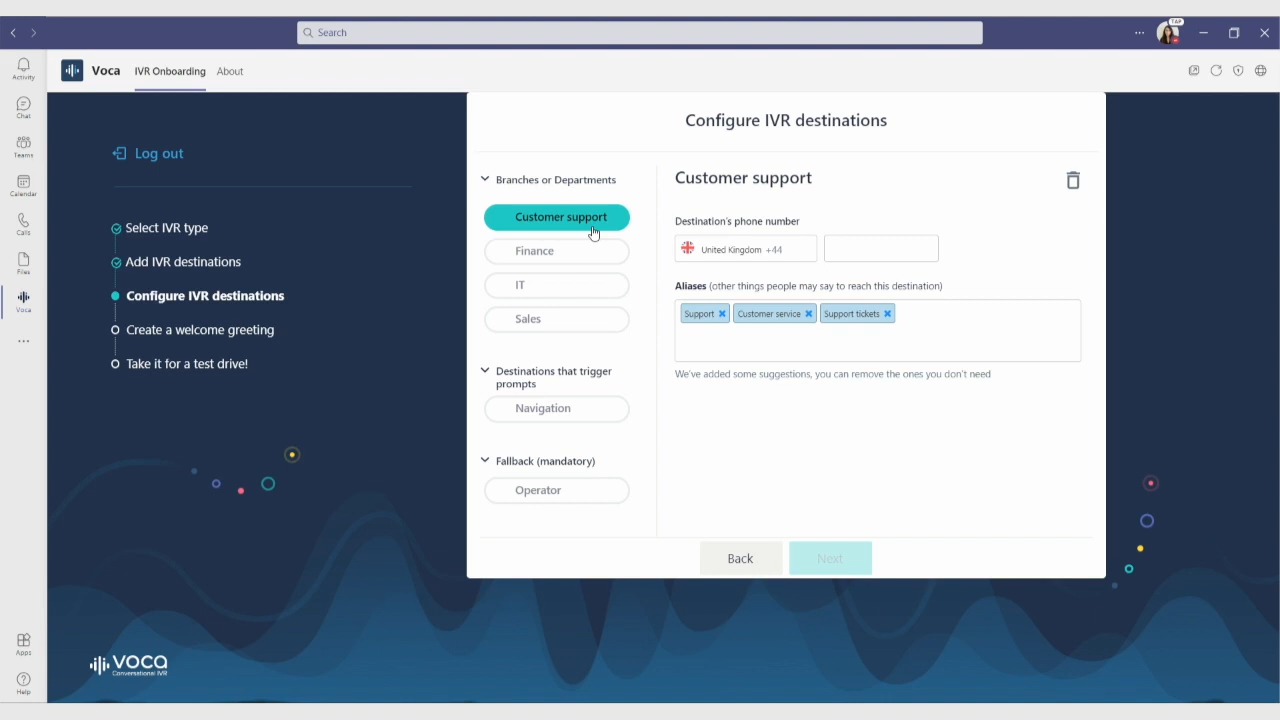 Search
TAP
Activity
Chat
Teams
Calendar
Calls
Files
Voca
Apps
Help
Voca
IVR Onboarding
About
Log out
Select IVR type
Add IVR destinations
Configure IVR destinations
Create a welcome greeting
Take it for a test drive!
VOCA
Conversational IVR
Configure IVR destinations
Branches or Departments
Customer support
Finance
IT
Sales
Destinations that trigger
prompts
Navigation
Fallback (mandatory)
Operator
Customer support
Destination's phone number
United Kingdom +44
Aliases (other things people may say to reach this destination)
Support Customer service Support tickets
We've added some suggestions, you can remove the ones you don't need
Back
Next